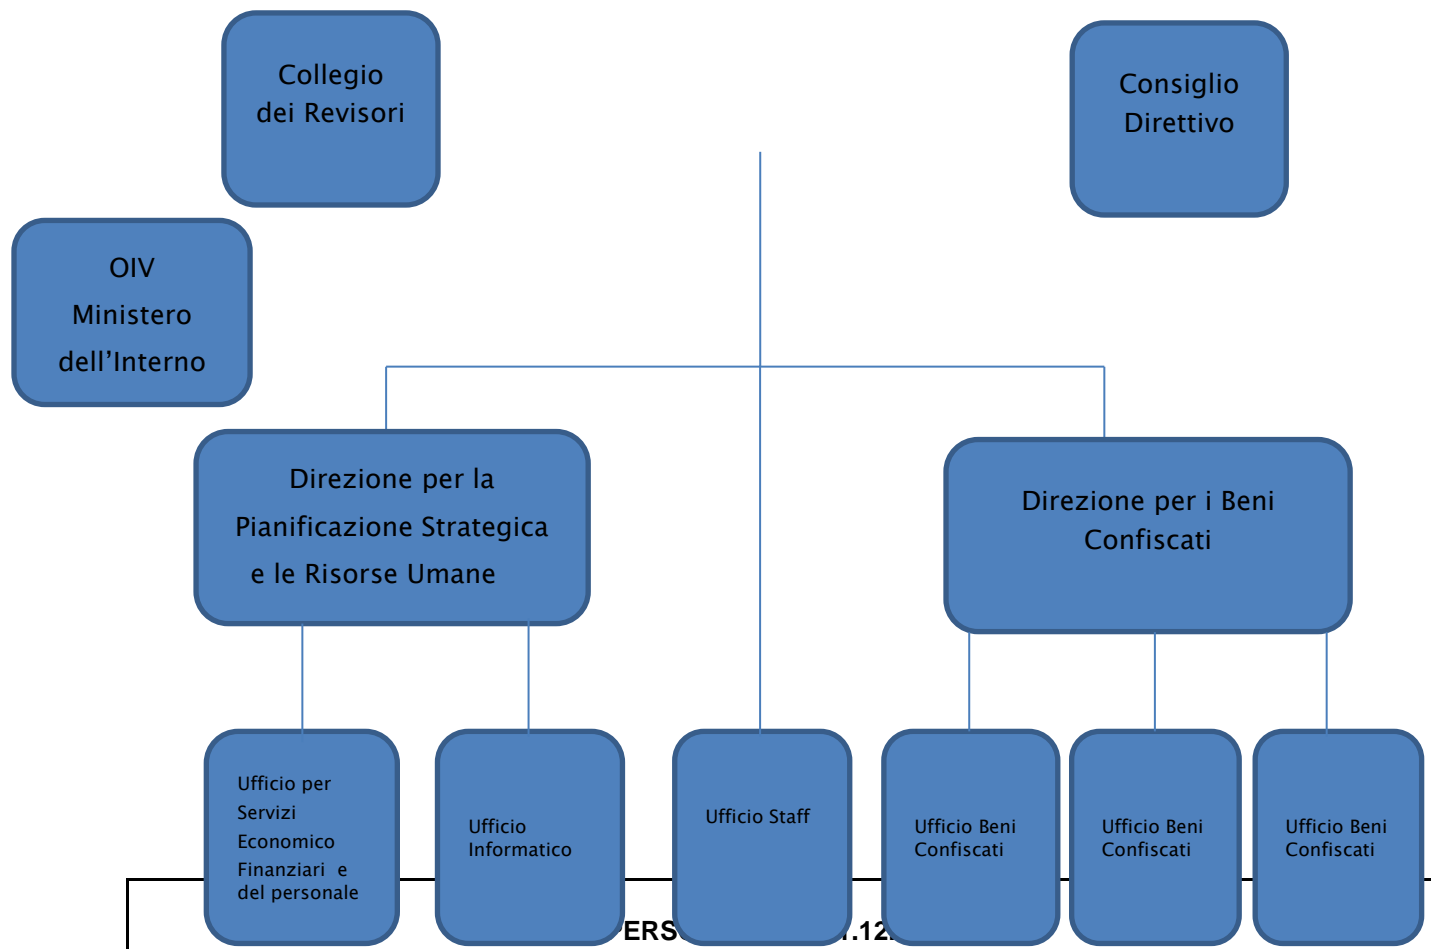 Collegio
dei Revisori
Consiglio
Direttivo
OIV
Ministero
dell’Interno
Direzione per la
Pianificazione Strategica
e le Risorse Umane
Direzione per i Beni
Confiscati
Ufficio per
Servizi
Economico
Finanziari e
del personale
Ufficio
Informatico
Ufficio Staff
Ufficio Beni
Confiscati
Ufficio Beni
Confiscati
Ufficio Beni
Confiscati